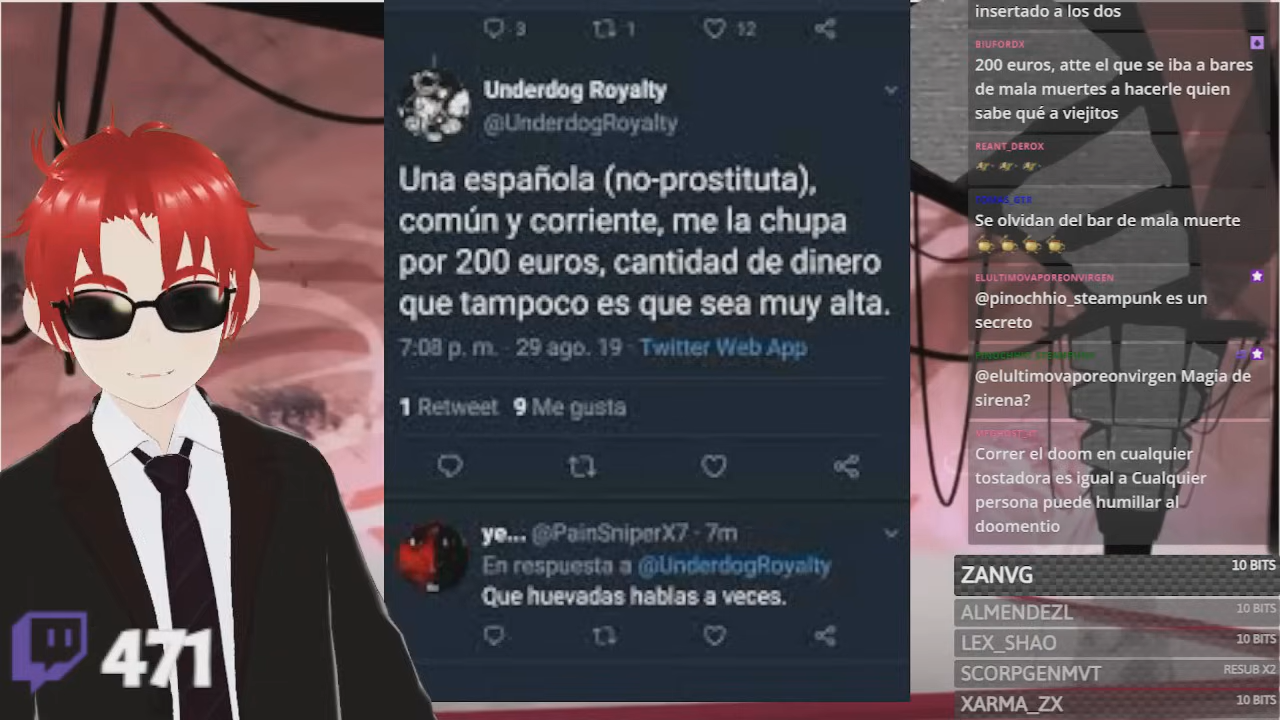 3 1 12
Underdog Royalty
@UnderdogRoyalty
Una española (no-prostituta),
común y corriente, me la chupa
por 200 euros, cantidad de dinero
que tampoco es que sea muy alta.
7:08 p. m. · 29 ago. 19 · Twitter Web App
1 Retweet 9 Me gusta
ye... @PainSniperX7 · 7m
En respuesta a @UnderdogRoyalty
Que huevadas hablas a veces.
471
insertado a los dos
BIUFORDX
200 euros, atte el que se iba a bares
de mala muertes a hacerle quien
sabe qué a viejitos
REANT_DEROX
Se olvidan del bar de mala muerte
ELULTIMOVAPOREONVIRGEN
@pinochhio_steampunk es un
secreto
@elultimovaporeonvirgen Magia de
sirena?
Correr el doom en cualquier
tostadora es igual a Cualquier
persona puede humillar al
doomentio
ZANVG 10 BITS
ALMENDEZL 10 BITS
LEX_SHAO 10 BITS
SCORPGENMVT RESUB X2
XARMA_ZX 10 BITS